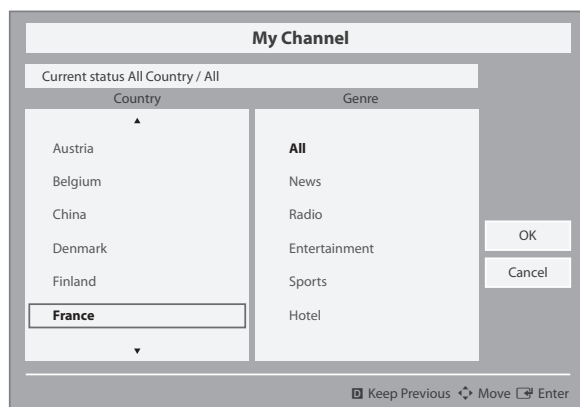 My Channel
Current status All Country / All
Country
Genre
Austria
Belgium
China
Denmark
Finland
France
All
News
Radio
Entertainment
Sports
Hotel
OK
Cancel
D Keep Previous Move Enter